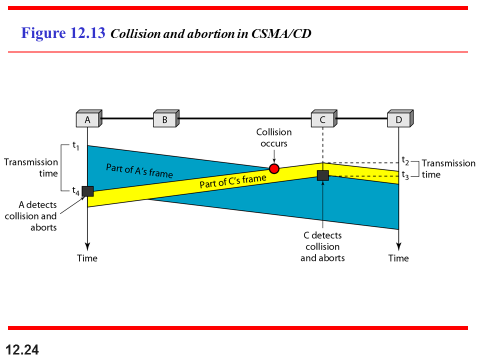 Figure 12.13 Collision and abortion in CSMA/CD
A
B
C
D
Collision
occurs
t1
Transmission
time
t4
A detects
collision and
aborts
Part of A's frame
Part of C's frame
t2
t3
Transmission
time
C detects
collision
and aborts
Time
Time
12.24